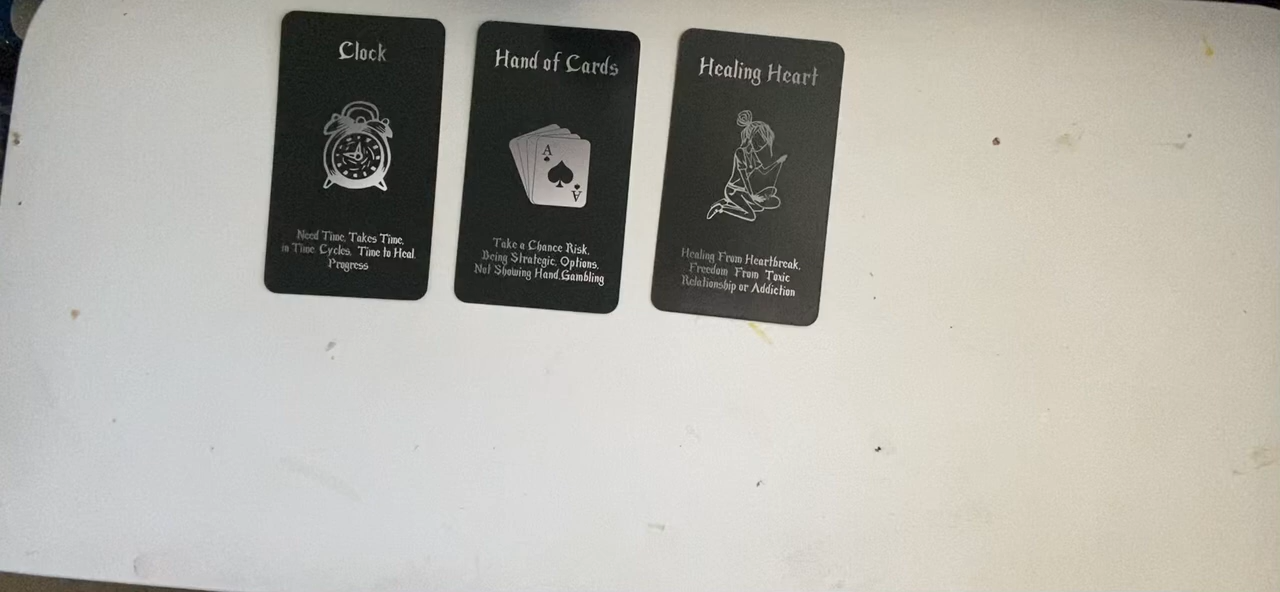 Clock
Need Time, Takes Time,
in Time, Cycles, Time to Heal,
Progress
Hand of Cards
A
A
Take a Chance Risk,
Being Strategic, Options,
Not Showing Hand,Gambling
Healing Heart
Healing From Heartbreak,
Freedom From Toxic
Relationship or Addiction